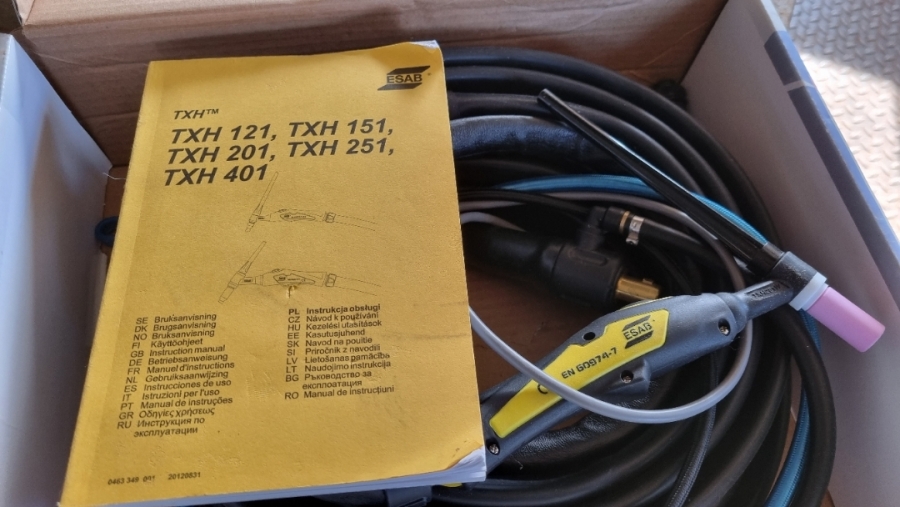 ESAB
TXH™
TXH 121, TXH 151,
TXH 201, TXH 251,
TXH 401
SE Bruksanvisning
DK Brugsanvisning
NO Bruksanvisning
FI Käyttöohjeet
GB Instruction manual
DE Betriebsanweisung
FR Manuel d'instructions
NL Gebruiksaanwijzing
ES Instrucciones de uso
IT Istruzioni per l'uso
PT Manual de instruções
GR Οδηγίες χρήσεως
RU Инструкция по
эксплуатации
PL Instrukcja obsługi
CZ Návod k používání
HU Kezelési utasítások
EE Kasutusjuhend
SK Návod na použitie
SI Priročnik z navodili
LV Lietošanas pamācība
LT Naudojimo instrukcija
BG Ръководство за
експлоатация
RO Manual de instrucțiuni
0463 349 20120831
ESAB
EN 60974-7